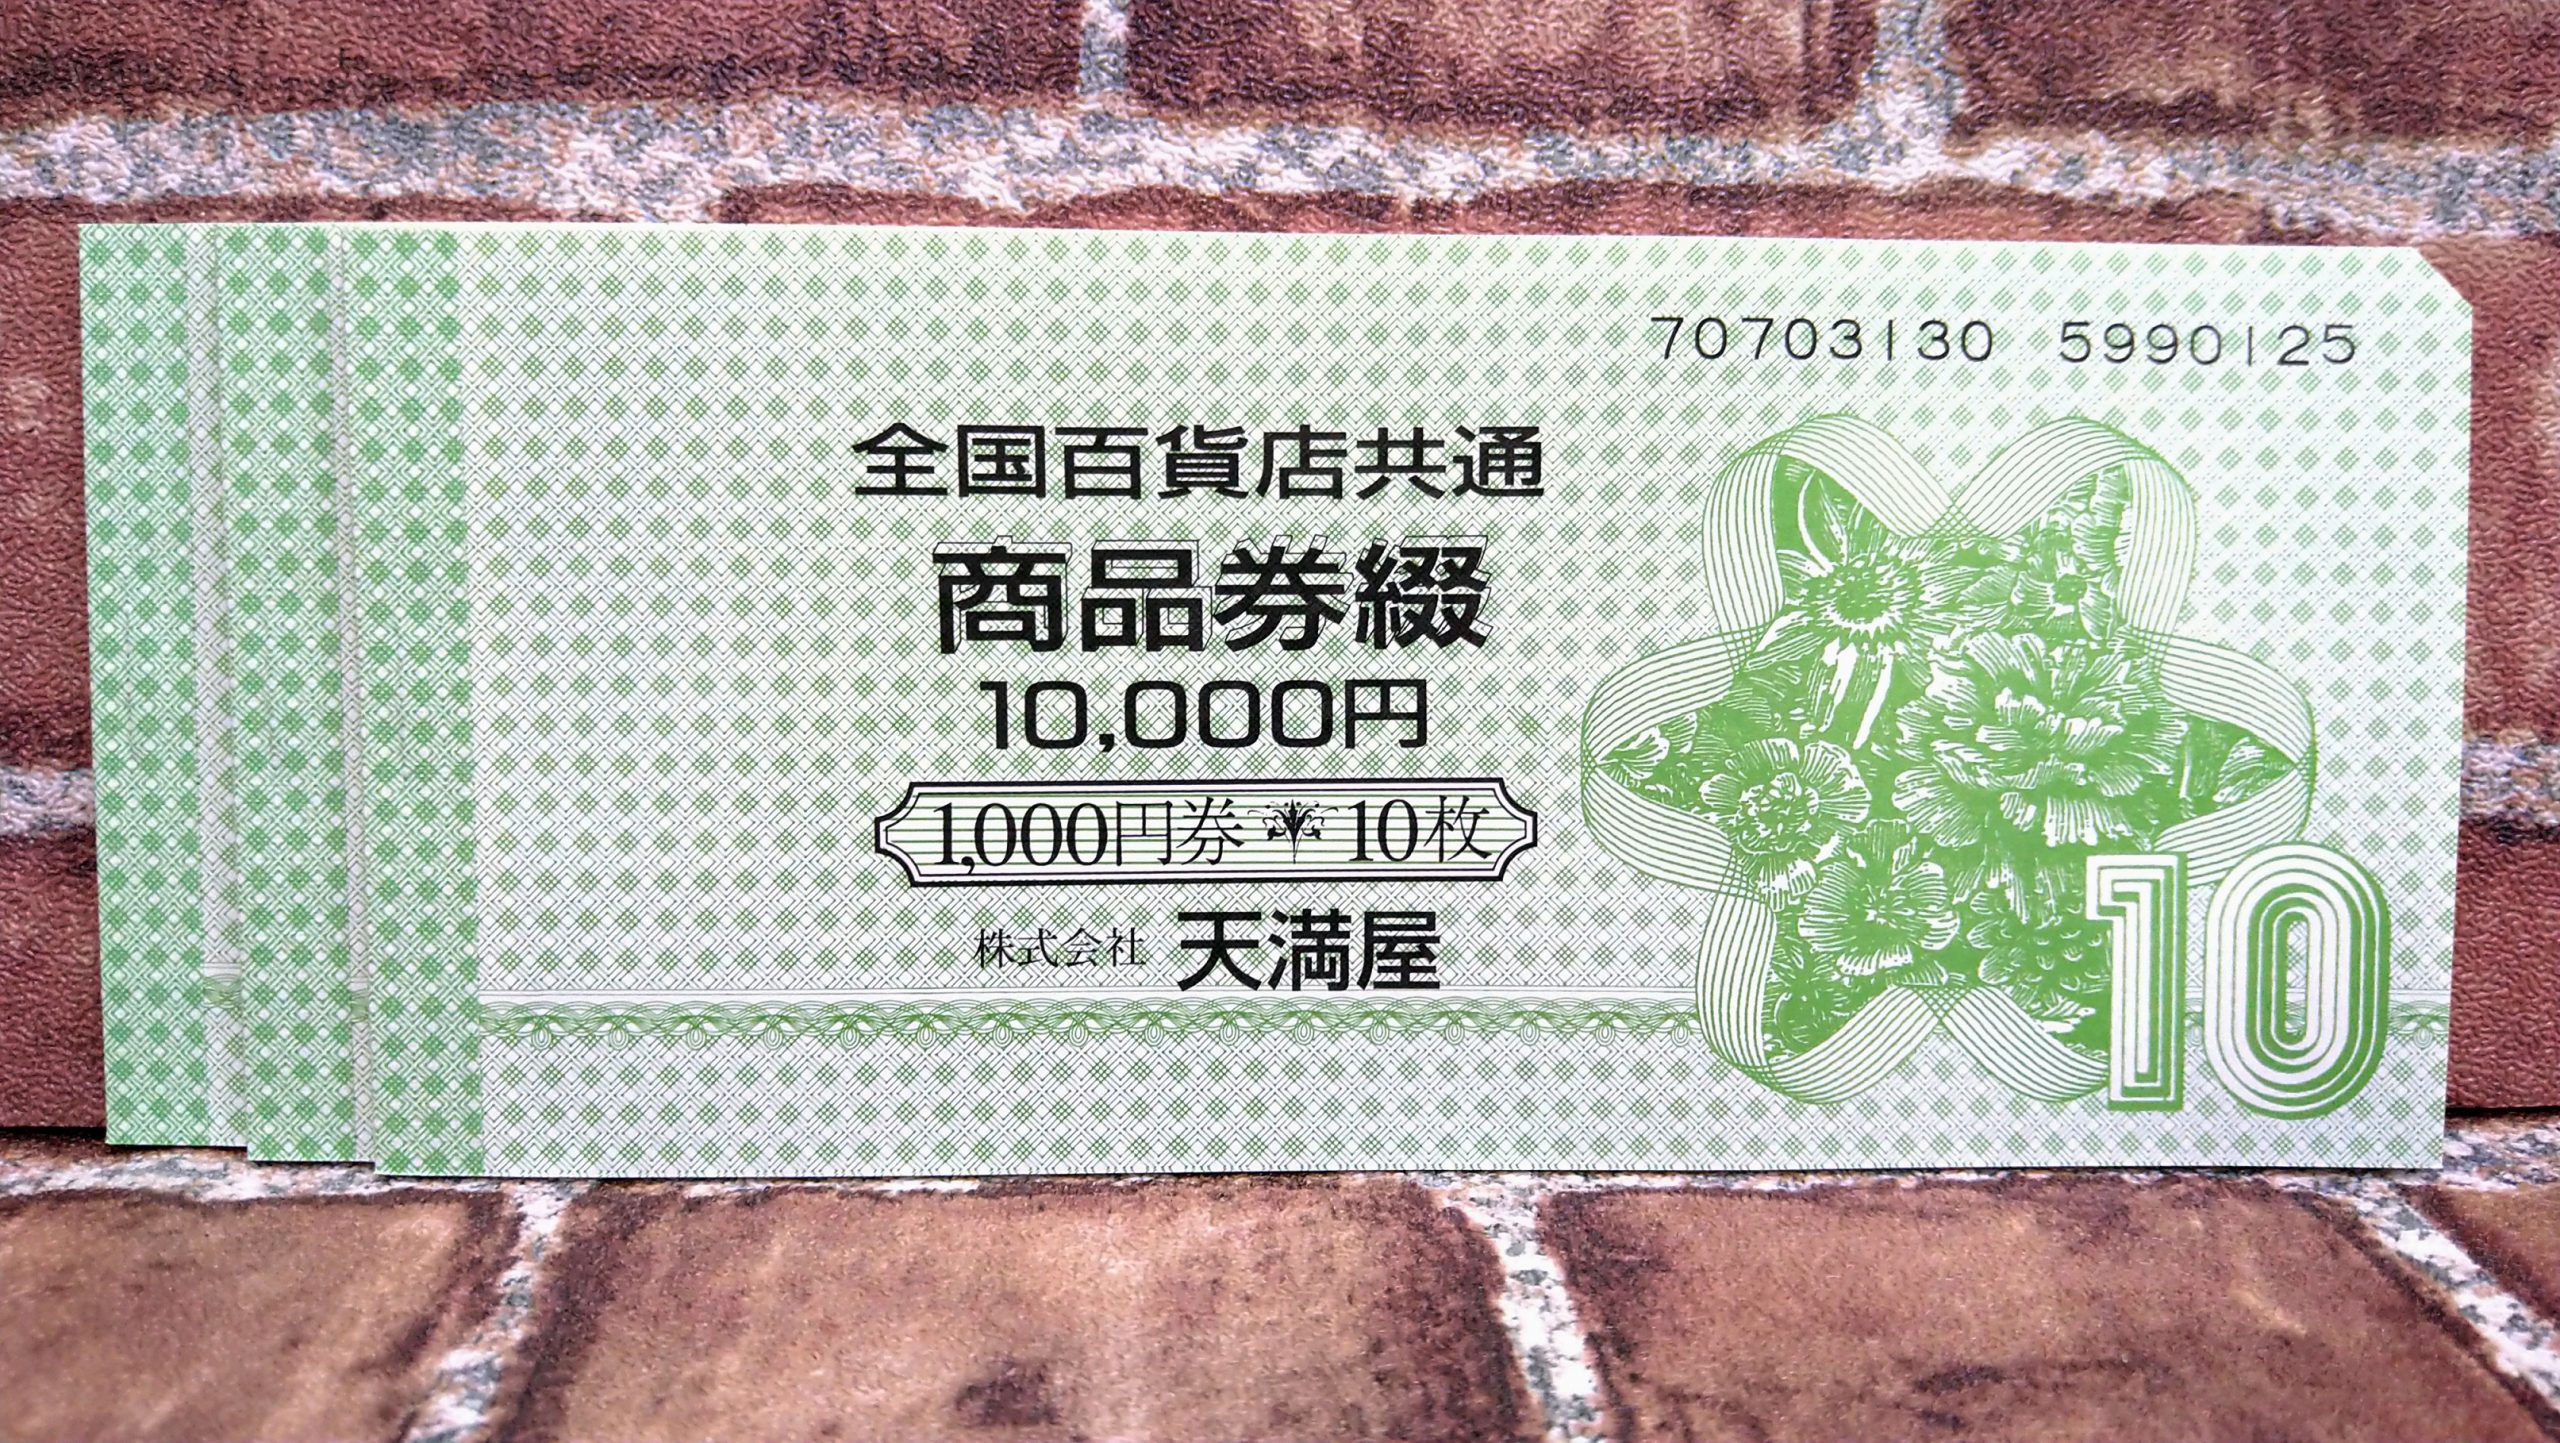 70703130 5990125
全国百貨店共通
商品券綴
10,000円
1,000円券 10枚
株式会社 天満屋
10